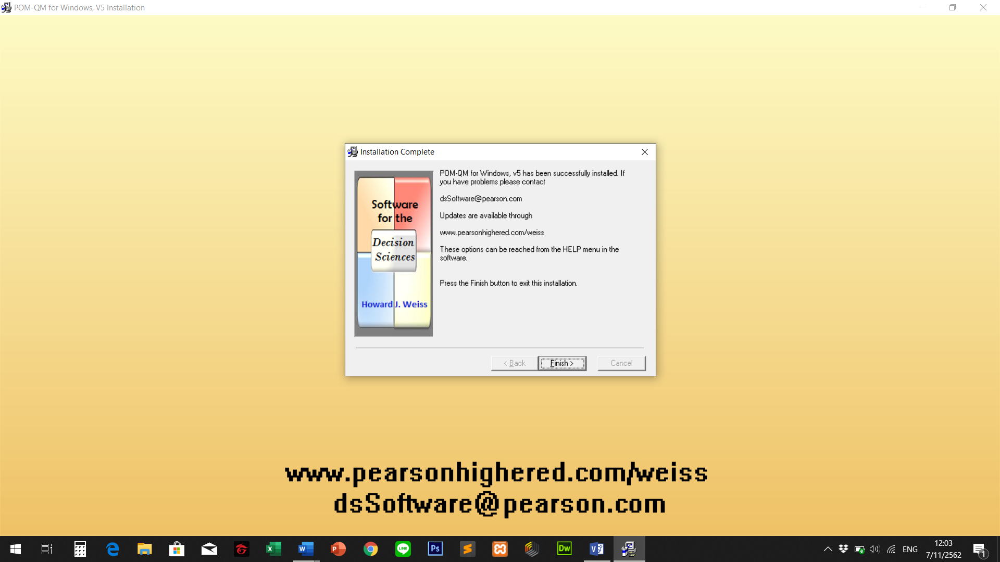 POM-QM for Windows, V5 Installation
Installation Complete
Software
for the
Decision
Sciences
Howard J. Weiss
POM-QM for Windows, v5 has been successfully installed. If
you have problems please contact
dsSoftware@pearson.com
Updates are available through
www.pearsonhighered.com/weiss
These options can be reached from the HELP menu in the
software.
Press the Finish button to exit this installation.
< Back
Finish >
Cancel
www.pearsonhighered.com/weiss
dsSoftware@pearson.com
LINE
Ps
Dw
ENG
12:03
7/11/2562
1